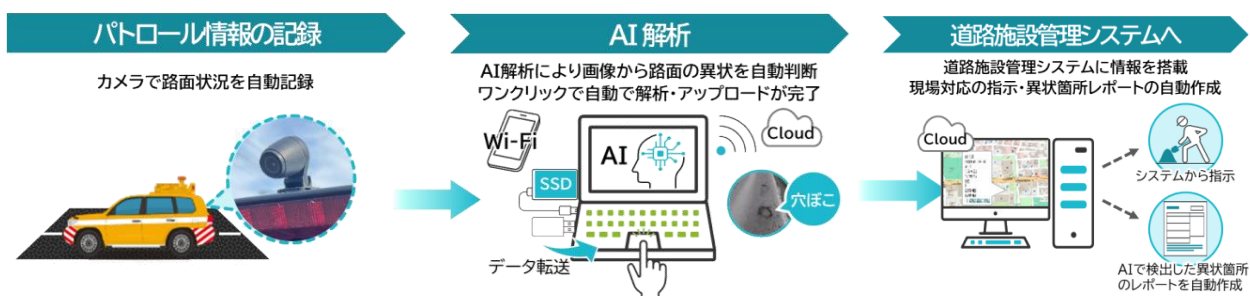 パトロール情報の記録
カメラで路面状況を自動記録
AI 解析
AI解析により画像から路面の異状を自動判断
ワンクリックで自動で解析・アップロードが完了
Wi-Fi
AI
Cloud
SSD
穴ぼこ
データ転送
道路施設管理システムへ
道路施設管理システムに情報を搭載
現場対応の指示・異状箇所レポートの自動作成
Cloud
システムから指示
AIで検出した異状箇所
のレポートを自動作成